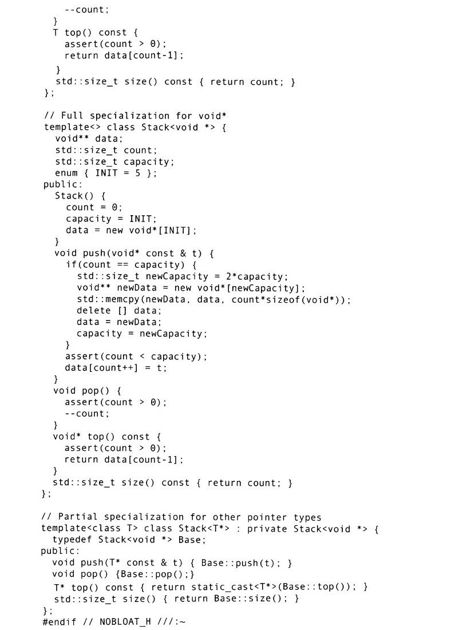 --count;
}
T top() const {
assert(count > 0);
return data[count-1];
}
std::size_t size() const { return count; }
};
// Full specialization for void*
template<> class Stack<void *> {
void** data;
std::size_t count;
std::size_t capacity;
enum { INIT = 5 };
public:
Stack() {
count = 0;
capacity = INIT;
data = new void*[INIT];
}
void push(void* const & t) {
if(count == capacity) {
std::size_t newCapacity = 2*capacity;
void** newData = new void*[newCapacity];
std::memcpy(newData, data, count*sizeof(void*));
delete [] data;
data = newData;
capacity = newCapacity;
}
assert(count < capacity);
data[count++] = t;
}
void pop() {
assert(count > 0);
--count;
}
void* top() const {
assert(count > 0);
return data[count-1];
}
std::size_t size() const { return count; }
};
// Partial specialization for other pointer types
template<class T> class Stack<T*> : private Stack<void *> {
typedef Stack<void *> Base;
public:
void push(T* const & t) { Base::push(t); }
void pop() {Base::pop();}
T* top() const { return static_cast<T*>(Base::top()); }
std::size_t size() { return Base::size(); }
};
#endif // NOBLOAT_H ///:~